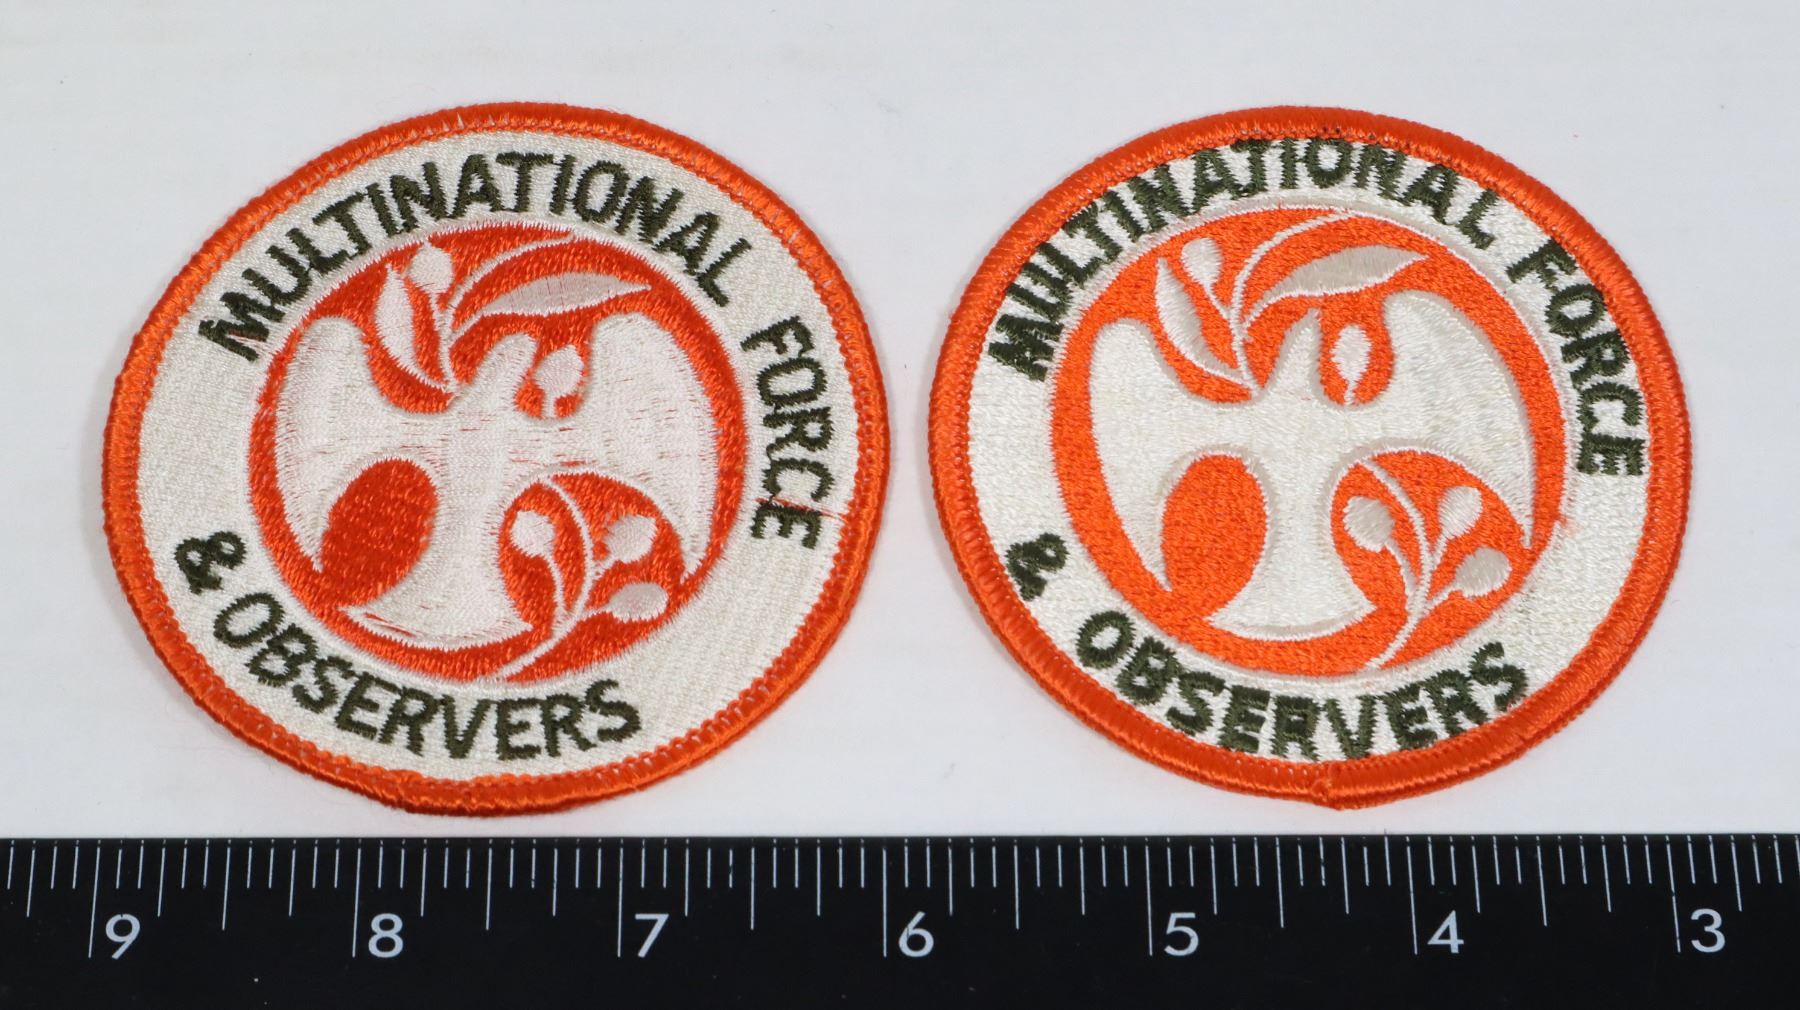 MULTINATIONAL FORCE
& OBSERVERS
MULTINATIONAL FORCE
& OBSERVERS
9 8 7 6 5 4 3